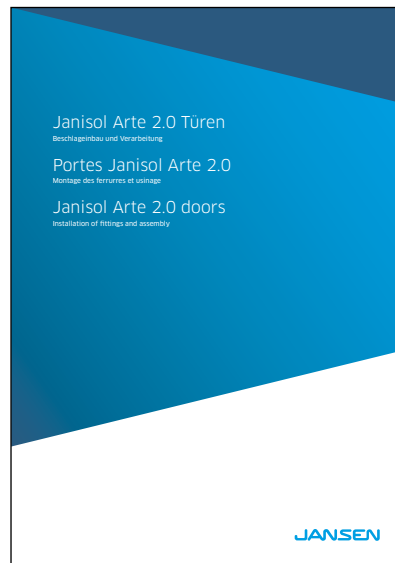 Janisol Arte 2.0 Türen
Beschlageinbau und Verarbeitung
Portes Janisol Arte 2.0
Montage des ferrurres et usinage
Janisol Arte 2.0 doors
Installation of fittings and assembly
JANSEN